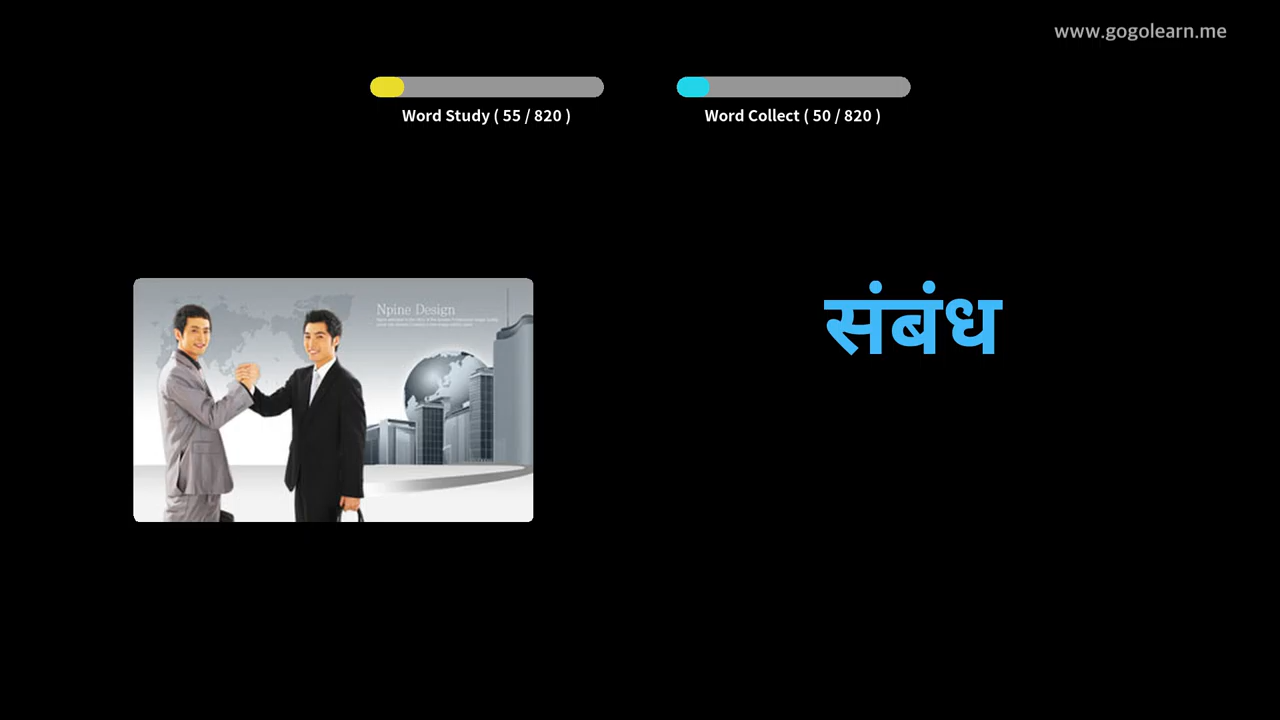 www.gogolearn.me
Word Study ( 55 / 820 )
Word Collect ( 50 / 820 )
Npine Design
संबंध